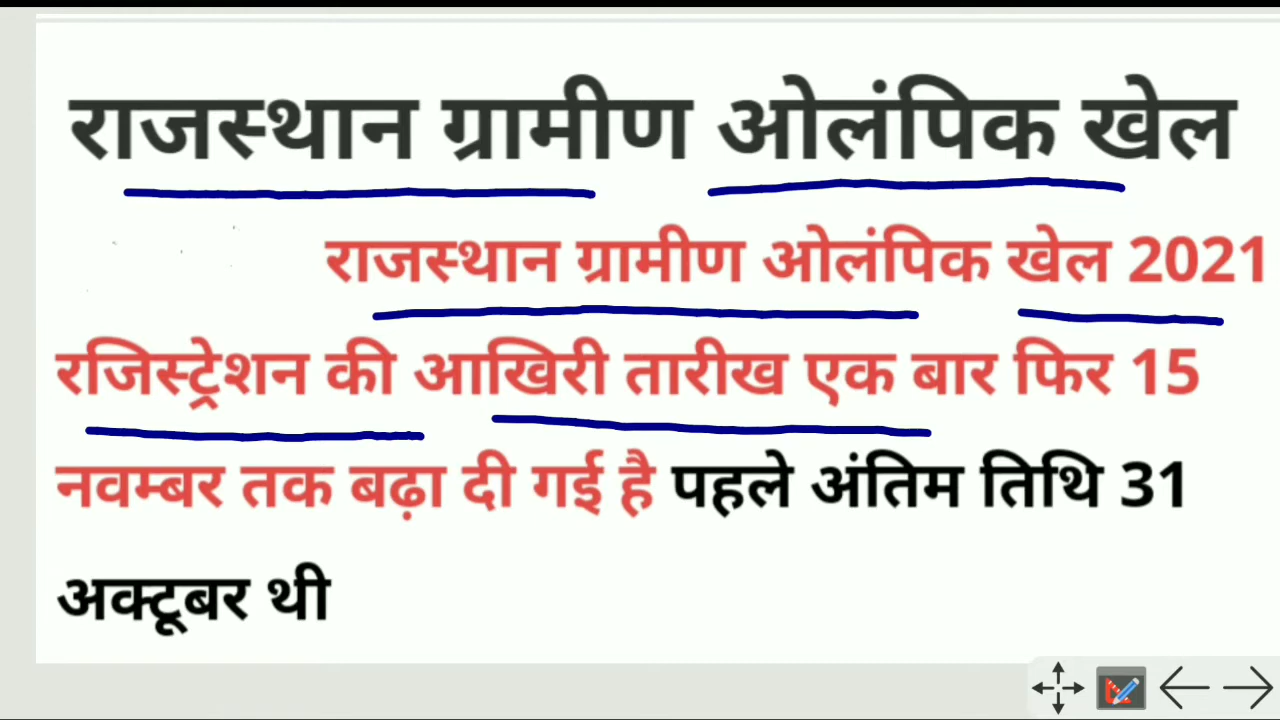 राजस्थान ग्रामीण ओलंपिक खेल
राजस्थान ग्रामीण ओलंपिक खेल 2021
रजिस्ट्रेशन की आखिरी तारीख एक बार फिर 15
नवम्बर तक बढ़ा दी गई है पहले अंतिम तिथि 31
अक्टूबर थी